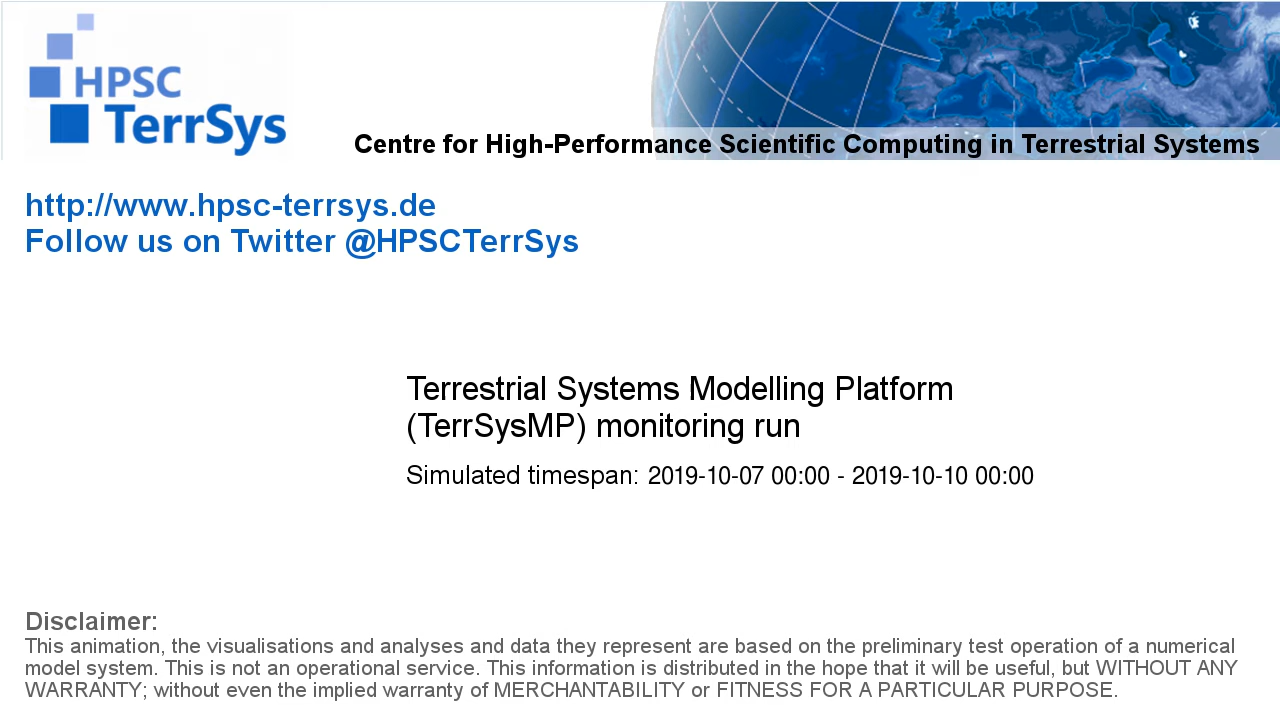 HPSC
TerrSys
Centre for High-Performance Scientific Computing in Terrestrial Systems
http://www.hpsc-terrsys.de
Follow us on Twitter @HPSCTerrSys
Terrestrial Systems Modelling Platform
(TerrSysMP) monitoring run
Simulated timespan: 2019-10-07 00:00 - 2019-10-10 00:00
Disclaimer:
This animation, the visualisations and analyses and data they represent are based on the preliminary test operation of a numerical
model system. This is not an operational service. This information is distributed in the hope that it will be useful, but WITHOUT ANY
WARRANTY; without even the implied warranty of MERCHANTABILITY or FITNESS FOR A PARTICULAR PURPOSE.